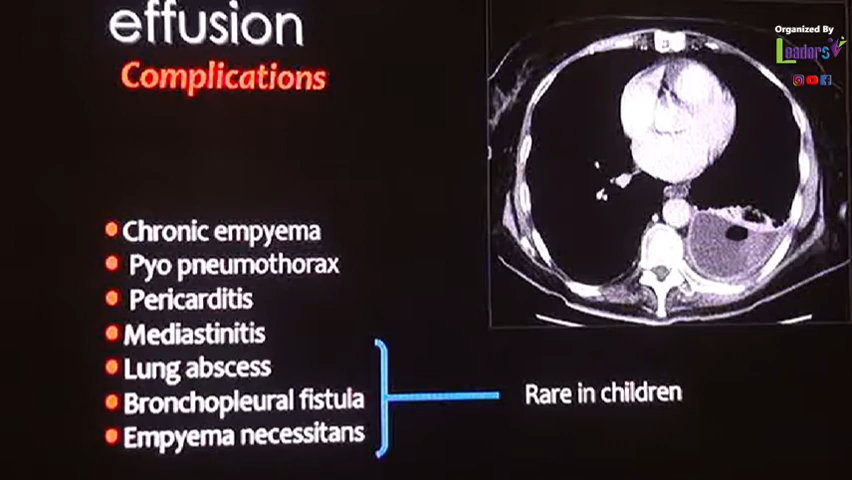 effusion
Complications
Organized By
Leaders
Chronic empyema
Pyo pneumothorax
Pericarditis
Mediastinitis
Lung abscess
Bronchopleural fistula
Empyema necessitans
Rare in children